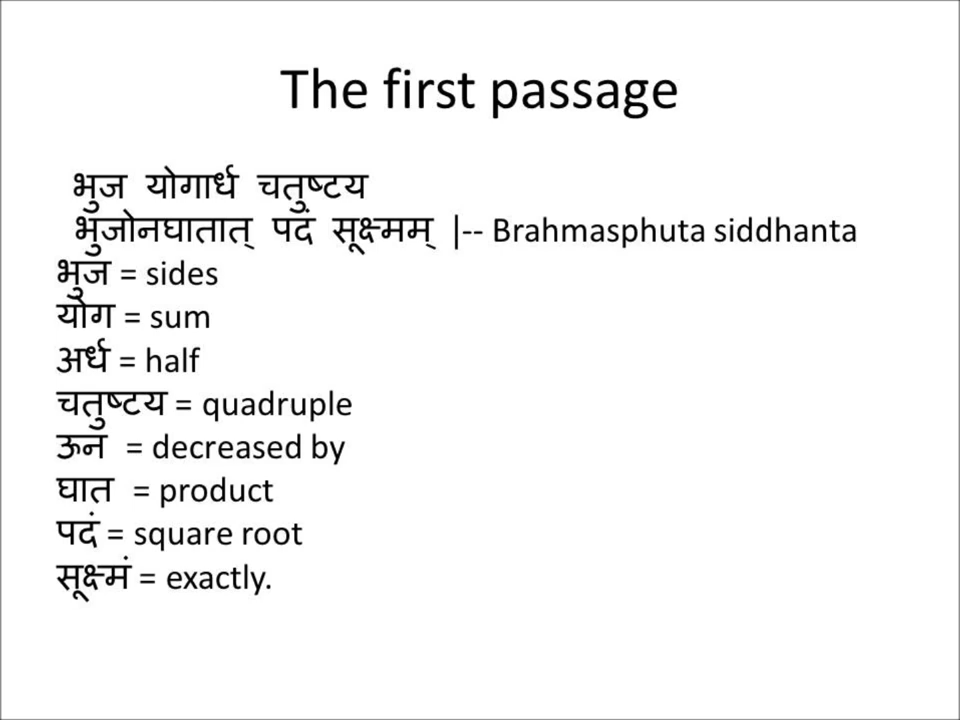 The first passage
भुज योगार्ध चतुष्टय
भुजोनघातात् पदं सूक्ष्मम् |-- Brahmasphuta siddhanta
भुज = sides
योग = sum
अर्ध = half
चतुष्टय = quadruple
ऊन = decreased by
घात = product
पदं = square root
सूक्ष्मं = exactly.